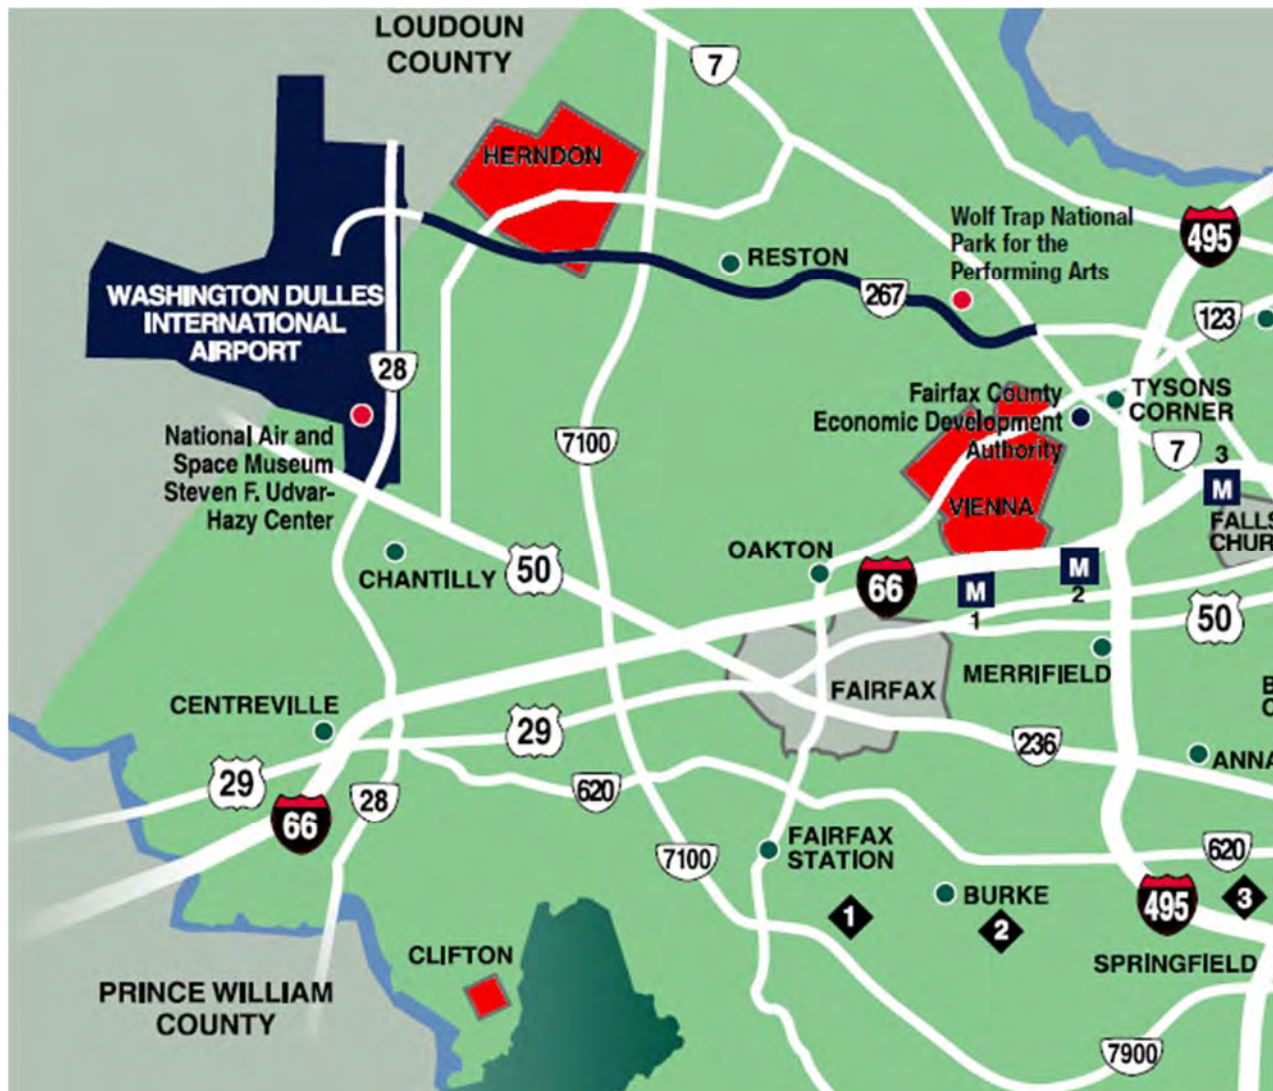 LOUDOUN
COUNTY
7
HERNDON
Wolf Trap National
Park for the
Performing Arts
495
RESTON
267
123
WASHINGTON DULLES
INTERNATIONAL
AIRPORT
28
TYSONS
CORNER
Fairfax County
Economic Development
Authority
7100
National Air and
Space Museum
Steven F. Udvar-
Hazy Center
7
3
M
VIENNA
FALLS
CHUR
OAKTON
CHANTILLY
50
66
M
1
M
2
50
MERRIFIELD
FAIRFAX
CENTREVILLE
29
236
29
28
620
66
ANNA
7100
FAIRFAX
STATION
620
BURKE
1
2
495
3
CLIFTON
SPRINGFIELD
PRINCE WILLIAM
COUNTY
7900